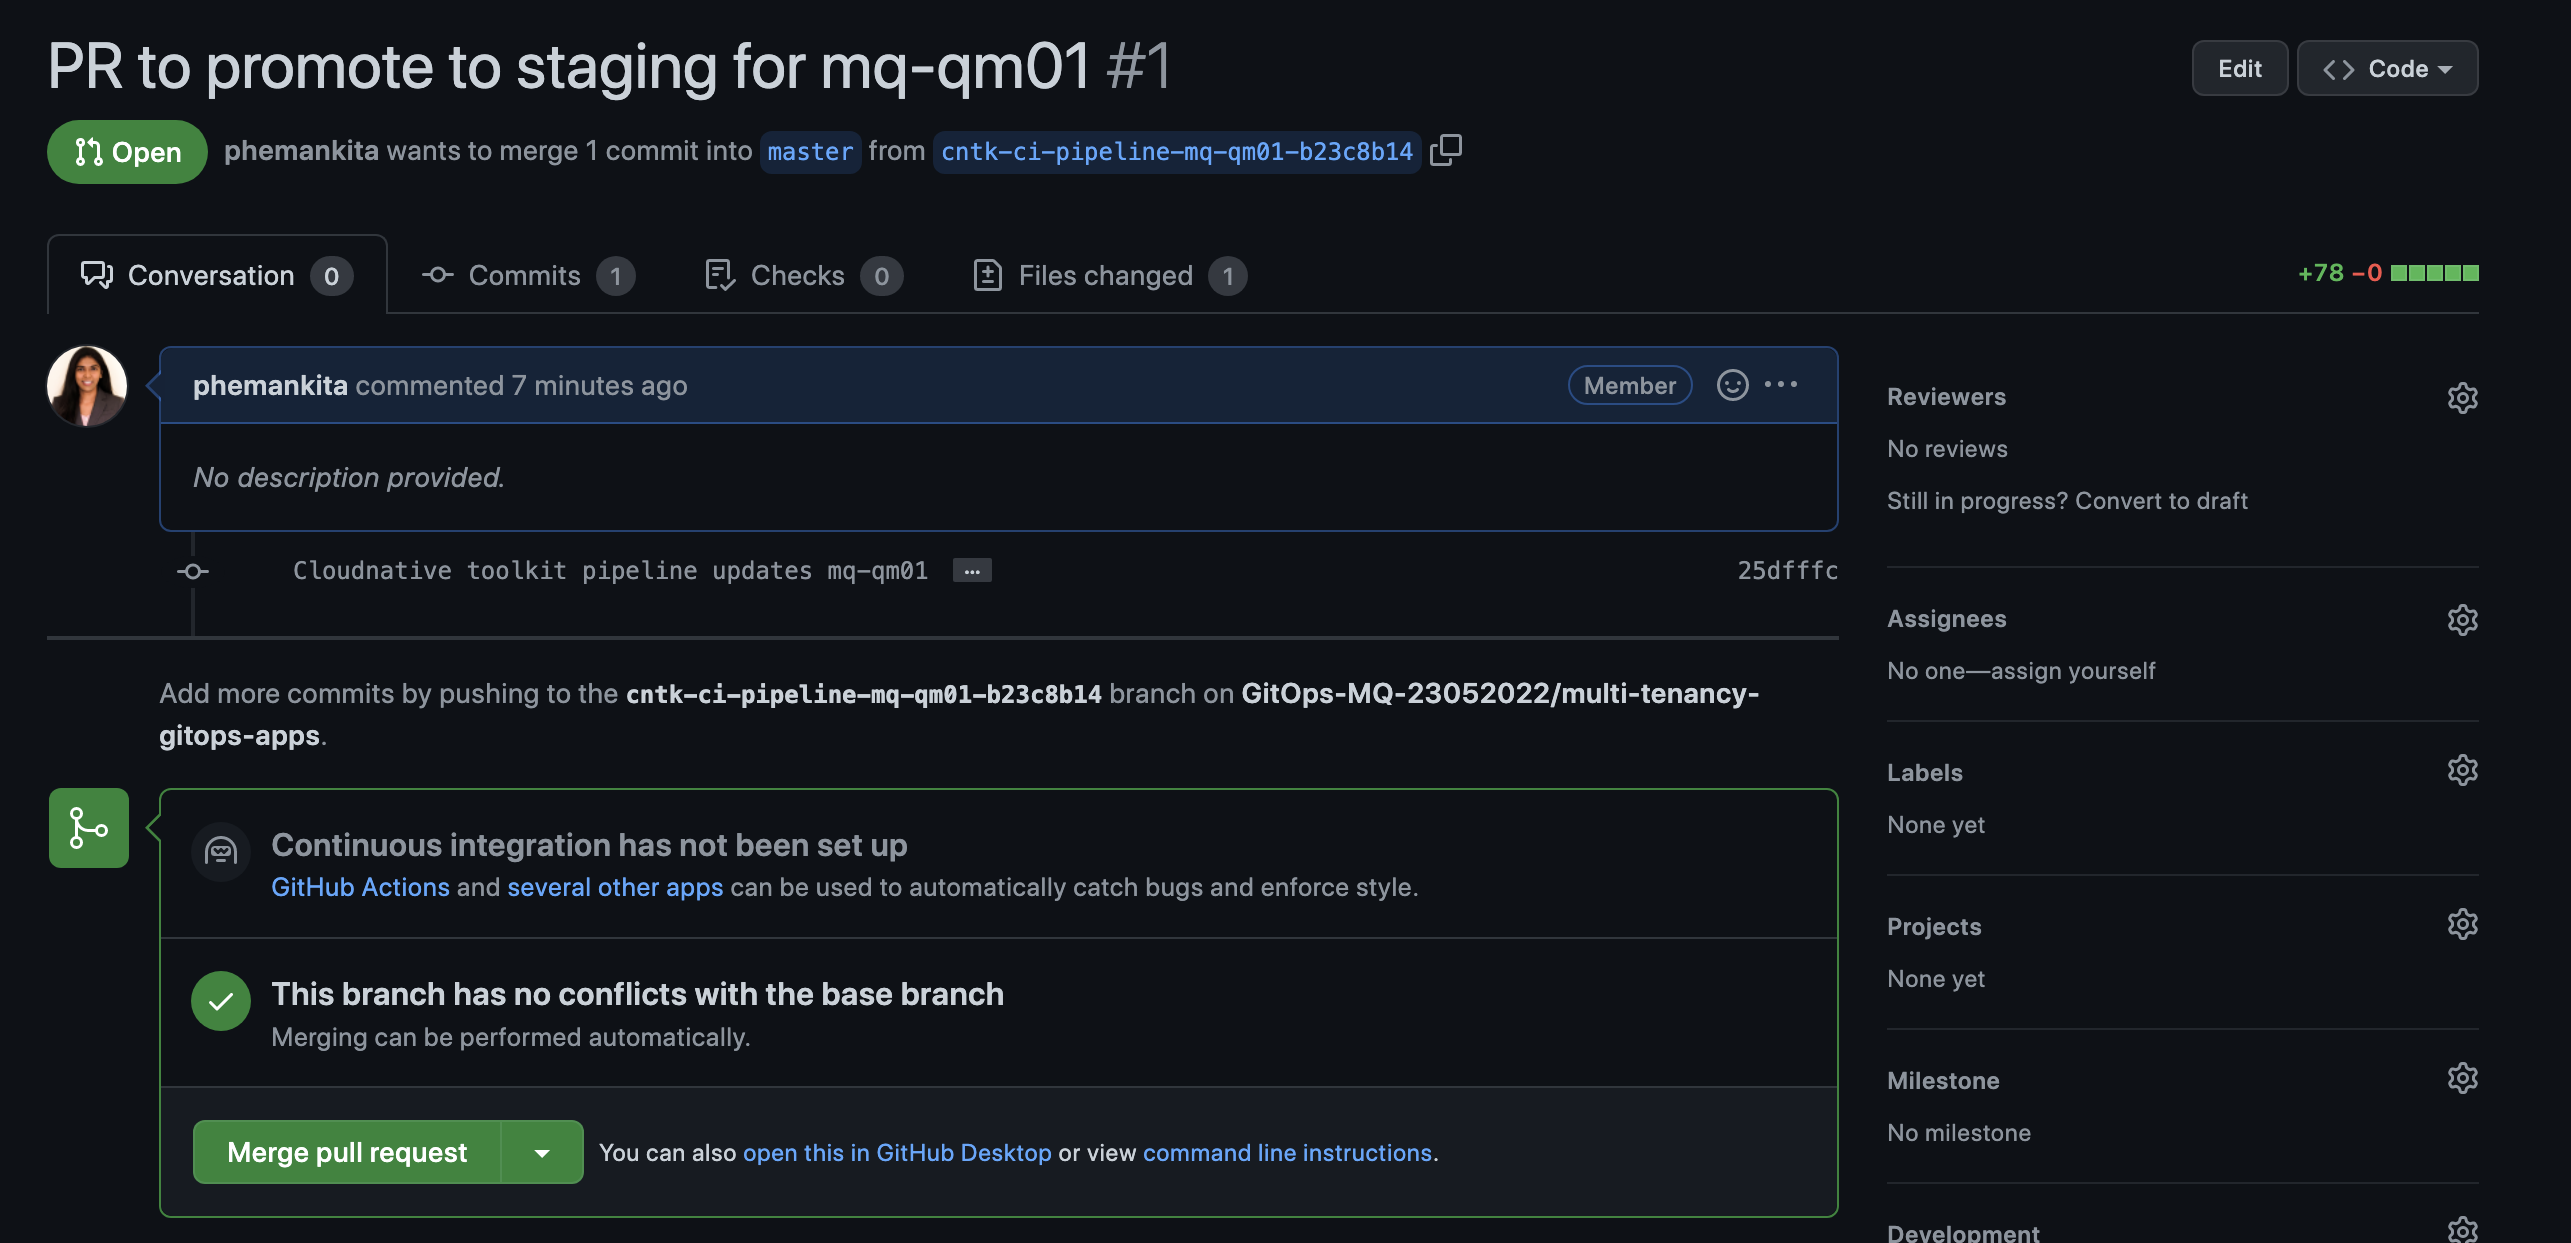 PR to promote to staging for mq-qm01 #1
Edit
Code
Open
phemankita wants to merge 1 commit into master from cntk-ci-pipeline-mq-qm01-b23c8b14
Conversation 0
Commits 1
Checks 0
Files changed 1
+78 −0
phemankita commented 7 minutes ago
Member
No description provided.
Cloudnative toolkit pipeline updates mq-qm01 …
25dfffc
Add more commits by pushing to the cntk-ci-pipeline-mq-qm01-b23c8b14 branch on GitOps-MQ-23052022/multi-tenancy-
gitops-apps.
Continuous integration has not been set up
GitHub Actions and several other apps can be used to automatically catch bugs and enforce style.
This branch has no conflicts with the base branch
Merging can be performed automatically.
Merge pull request
You can also open this in GitHub Desktop or view command line instructions.
Reviewers
No reviews
Still in progress? Convert to draft
Assignees
No one—assign yourself
Labels
None yet
Projects
None yet
Milestone
No milestone
Development